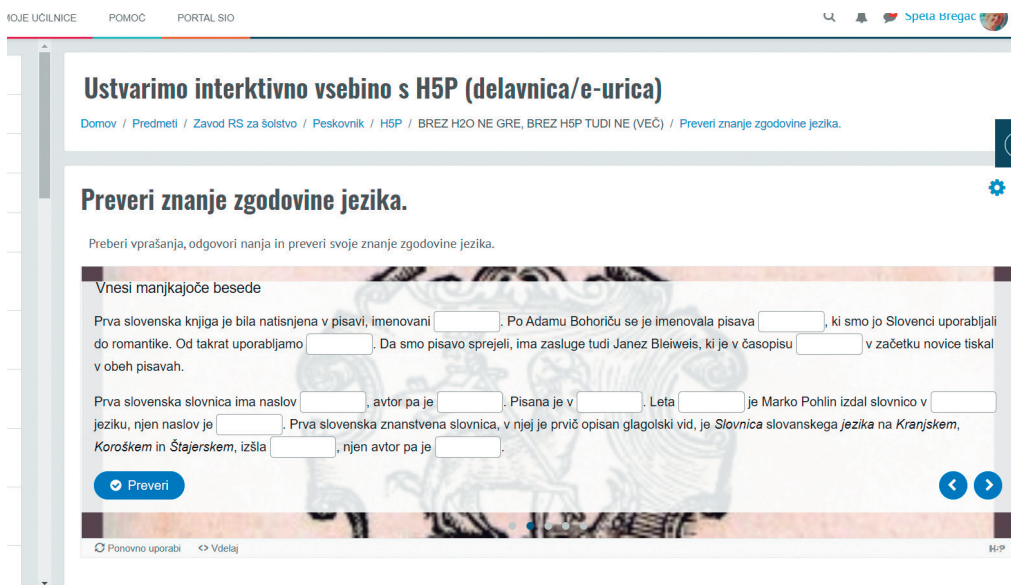 MOJE UČILNICE POMOČ PORTAL SIO Špela Bregač
Ustvarimo interktivno vsebino s H5P (delavnica/e-urica)
Domov / Predmeti / Zavod RS za šolstvo / Peskovnik / H5P / BREZ H2O NE GRE, BREZ H5P TUDI NE (VEČ) / Preveri znanje zgodovine jezika.
Preveri znanje zgodovine jezika.
Preberi vprašanja, odgovori nanja in preveri svoje znanje zgodovine jezika.
Vnesi manjkajoče besede
Prva slovenska knjiga je bila natisnjena v pisavi, imenovani . Po Adamu Bohoriču se je imenovala pisava , ki smo jo Slovenci uporabljali
do romantike. Od takrat uporabljamo . Da smo pisavo sprejeli, ima zasluge tudi Janez Bleiweis, ki je v časopisu v začetku novice tiskal
v obeh pisavah.
Prva slovenska slovnica ima naslov , avtor pa je . Pisana je v . Leta je Marko Pohlin izdal slovnico v
jeziku, njen naslov je . Prva slovenska znanstvena slovnica, v njej je prvič opisan glagolski vid, je Slovnica slovanskega jezika na Kranjskem,
Koroškem in Štajerskem, izšla , njen avtor pa je .
Preveri
Ponovno uporabi <> Vdelaj H5P